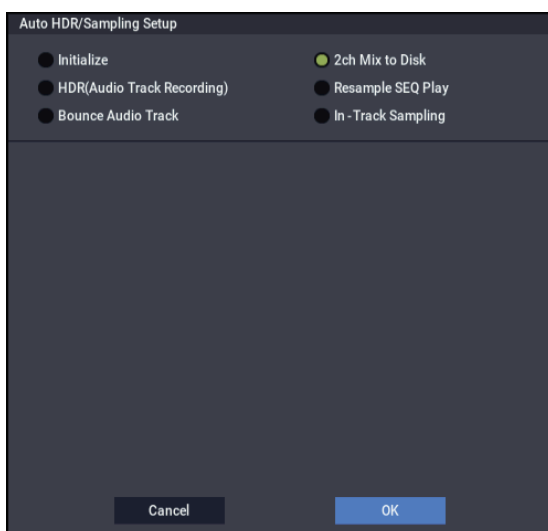 Auto HDR/Sampling Setup
Initialize
2ch Mix to Disk
HDR(Audio Track Recording)
Resample SEQ Play
Bounce Audio Track
In-Track Sampling
Cancel
OK